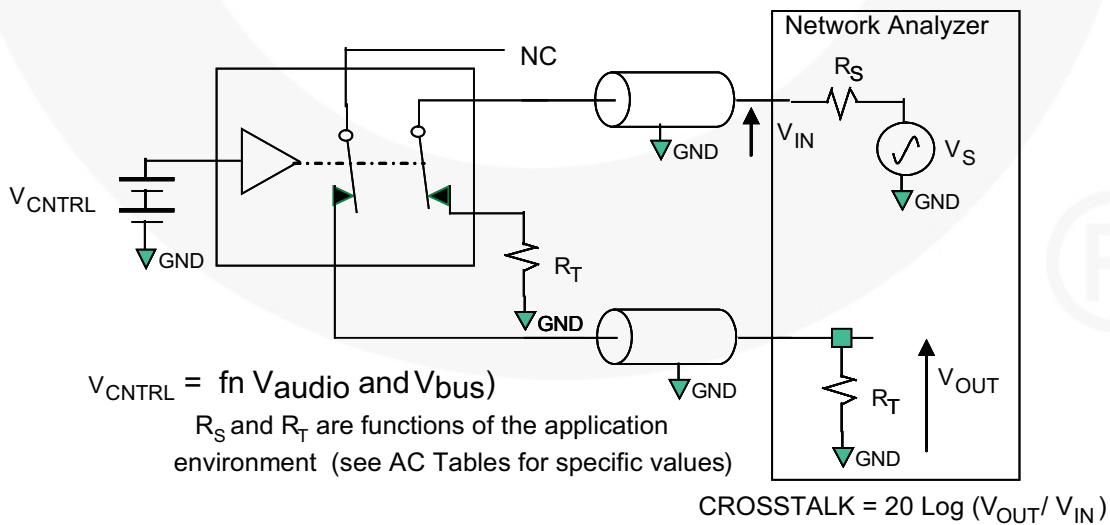 Network Analyzer
NC
RS
VIN
GND
VS
GND
VCNTRL
GND
RT
GND
GND
RT
VOUT
GND
VCNTRL = fn Vaudio and Vbus)
RS and RT are functions of the application
environment (see AC Tables for specific values)
CROSSTALK = 20 Log (VOUT/ VIN)
®